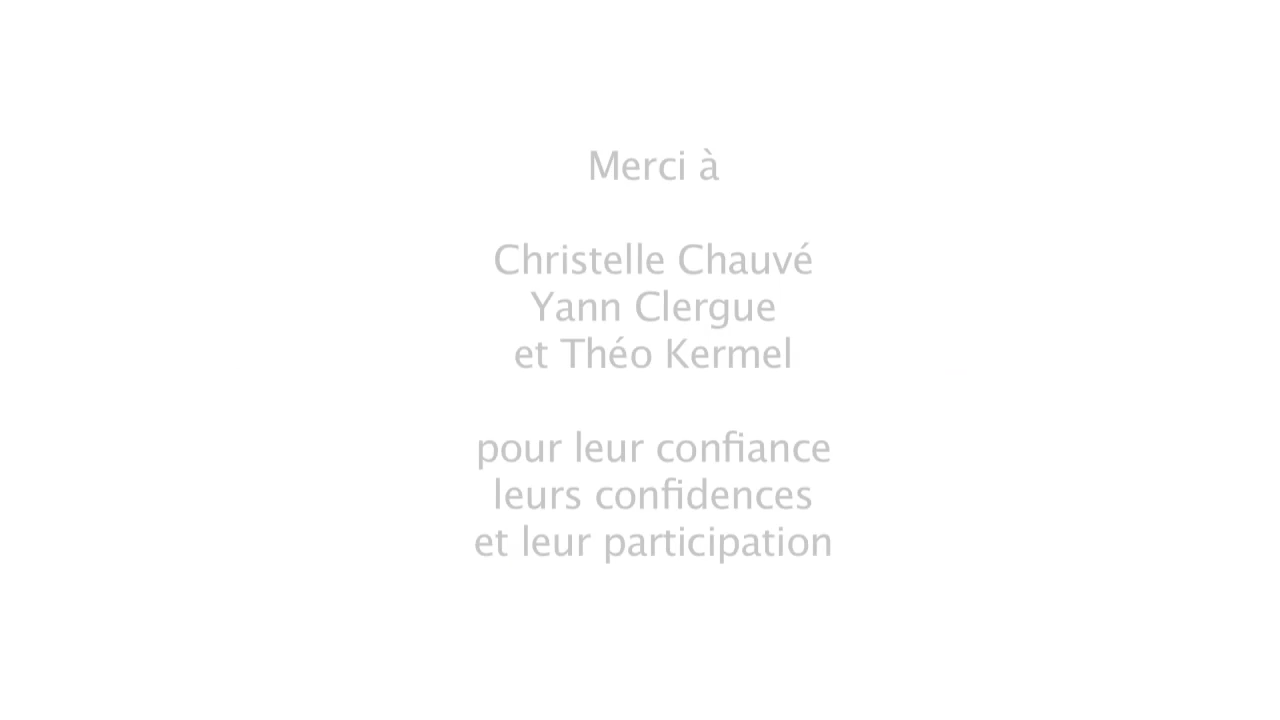 Merci à
Christelle Chauvé
Yann Clergue
et Théo Kermel
pour leur confiance
leurs confidences
et leur participation